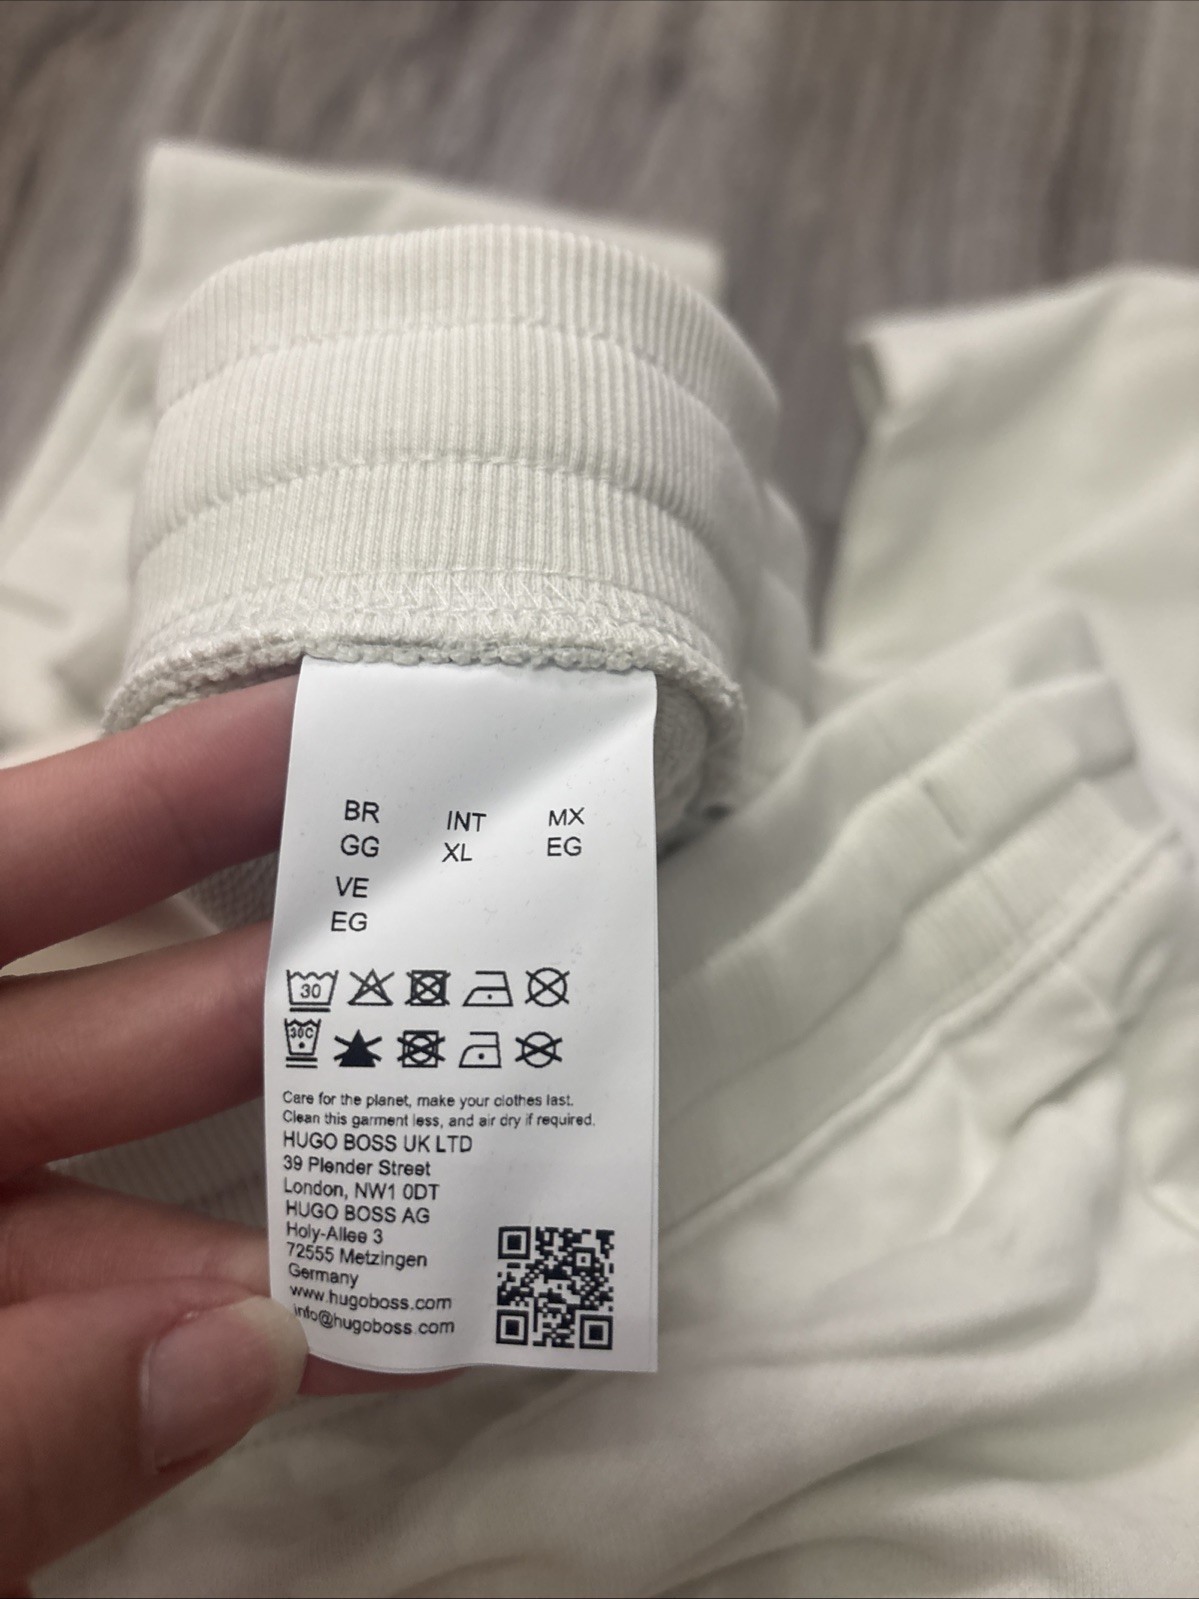 BR INT MX
GG XL EG
VE
EG
30
30C
Care for the planet, make your clothes last.
Clean this garment less, and air dry if required.
HUGO BOSS UK LTD
39 Plender Street
London, NW1 0DT
HUGO BOSS AG
Holy-Allee 3
72555 Metzingen
Germany
www.hugoboss.com
info@hugoboss.com